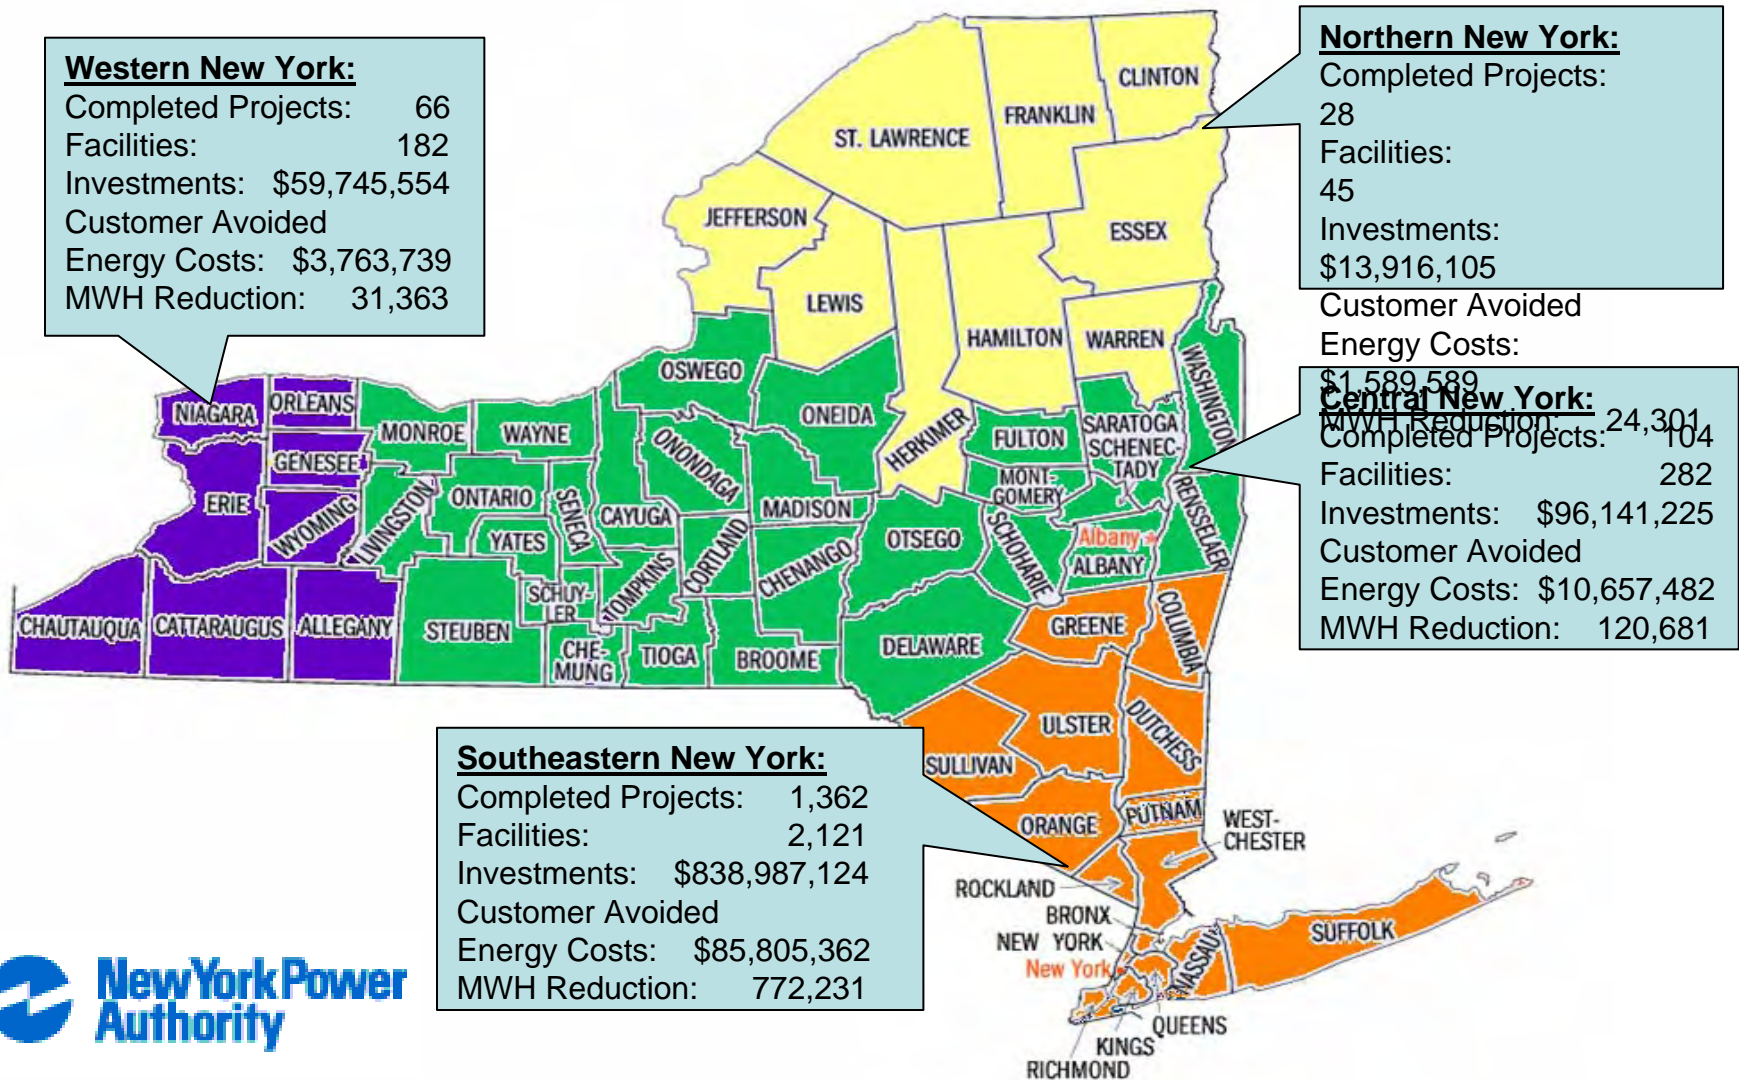 Western New York:
Completed Projects: 66
Facilities: 182
Investments: $59,745,554
Customer Avoided
Energy Costs: $3,763,739
MWH Reduction: 31,363
Northern New York:
Completed Projects:
28
Facilities:
45
Investments:
$13,916,105
Customer Avoided
Energy Costs:
$1,589,589
MWH Reduction: 24,301
Central New York:
Completed Projects: 104
Facilities: 282
Investments: $96,141,225
Customer Avoided
Energy Costs: $10,657,482
MWH Reduction: 120,681
Southeastern New York:
Completed Projects: 1,362
Facilities: 2,121
Investments: $838,987,124
Customer Avoided
Energy Costs: $85,805,362
MWH Reduction: 772,231
CLINTON
FRANKLIN
ST. LAWRENCE
JEFFERSON
ESSEX
LEWIS
HAMILTON
WARREN
HERKIMER
WASHINGTON
OSWEGO
ONEIDA
NIAGARA
ORLEANS
MONROE
WAYNE
ONONDAGA
FULTON
SARATOGA
SCHENEC-
TADY
GENESEE
ERIE
WYOMING
LIVINGSTON
ONTARIO
SENECA
CAYUGA
MADISON
MONT-
GOMERY
RENSSELAER
YATES
CORTLAND
CHENANGO
OTSEGO
SCHOHARIE
Albany
ALBANY
SCHUY-
LER
TOMPKINS
CHAUTAUQUA
CATTARAUGUS
ALLEGANY
STEUBEN
CHE-
MUNG
TIOGA
BROOME
DELAWARE
GREENE
COLUMBIA
ULSTER
DUTCHESS
SULLIVAN
ORANGE
PUTNAM
WEST-
CHESTER
ROCKLAND
BRONX
NEW YORK
New York
NASSAU
SUFFOLK
QUEENS
KINGS
RICHMOND
NewYorkPower
Authority